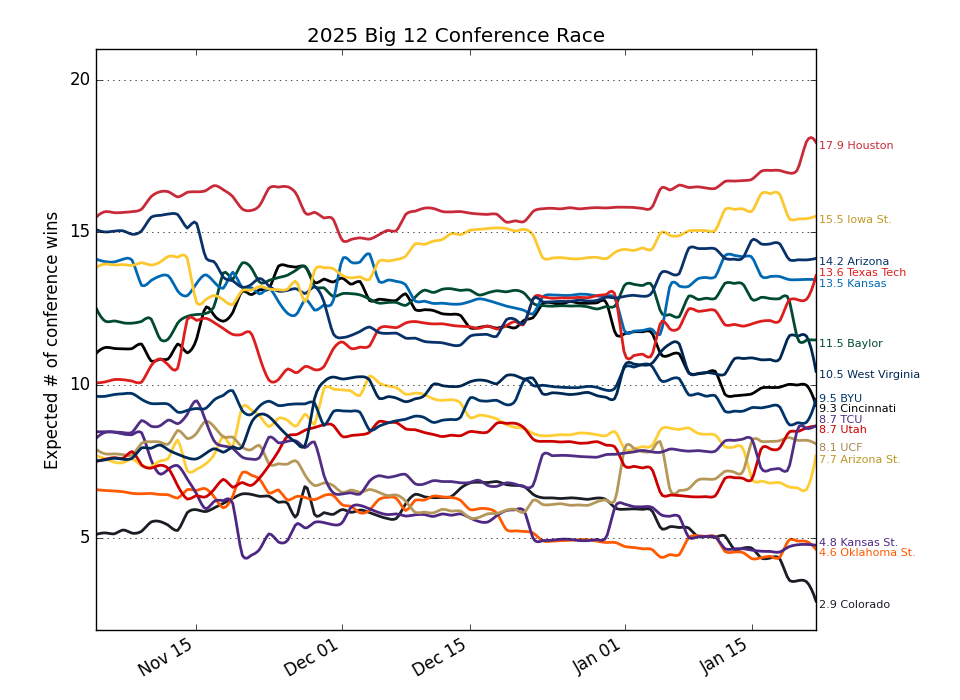 2025 Big 12 Conference Race
Expected # of conference wins
20
15
10
5
Nov 15
Dec 01
Dec 15
Jan 01
Jan 15
17.9 Houston
15.5 Iowa St.
14.2 Arizona
13.6 Texas Tech
13.5 Kansas
11.5 Baylor
10.5 West Virginia
9.5 BYU
9.3 Cincinnati
8.7 TCU
8.7 Utah
8.1 UCF
7.7 Arizona St.
4.8 Kansas St.
4.6 Oklahoma St.
2.9 Colorado